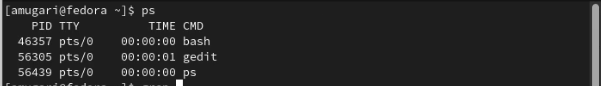 [amugari@fedora ~]$ ps
    PID TTY          TIME CMD
  46357 pts/0    00:00:00 bash
  56305 pts/0    00:00:01 gedit
  56439 pts/0    00:00:00 ps